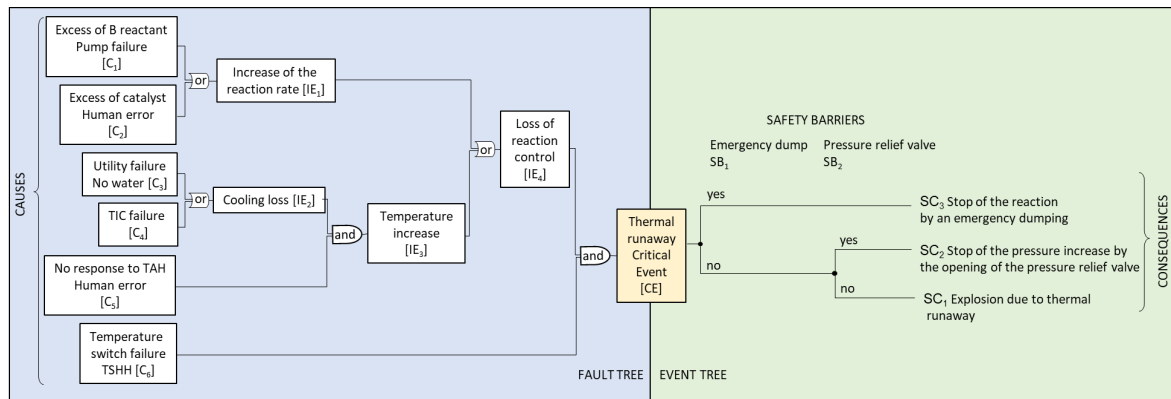 CAUSES
Excess of B reactant
Pump failure
[C₁]
or
Increase of the
reaction rate [IE₁]
Excess of catalyst
Human error
[C₂]
Utility failure
No water [C₃]
or
Cooling loss [IE₂]
TIC failure
[C₄]
and
Temperature
increase
[IE₃]
No response to TAH
Human error
[C₅]
Temperature
switch failure
TSHH [C₆]
or
Loss of
reaction
control
[IE₄]
and
Thermal
runaway
Critical
Event
[CE]
FAULT TREE
EVENT TREE
SAFETY BARRIERS
Emergency dump
SB₁
Pressure relief valve
SB₂
yes
SC₃ Stop of the reaction
by an emergency dumping
no
yes
SC₂ Stop of the pressure increase by
the opening of the pressure relief valve
no
SC₁ Explosion due to thermal
runaway
CONSEQUENCES